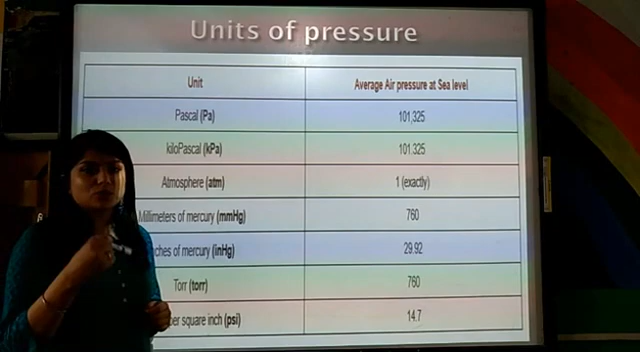 Units of pressure
Unit Average Air pressure at Sea level
Pascal (Pa) 101,325
kiloPascal (kPa) 101.325
Atmosphere (atm) 1 (exactly)
Millimeters of mercury (mmHg) 760
of mercury (inHg) 29.92
Torr (torr) 760
per square inch (psi) 14.7